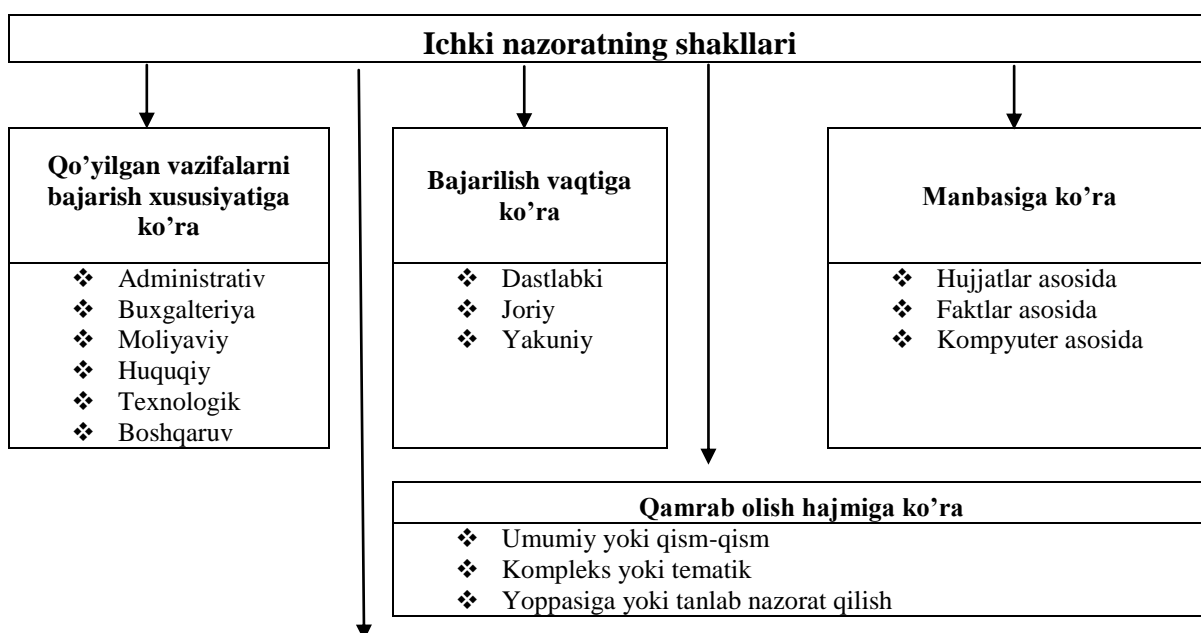 Ichki nazoratning shakllari
Qo’yilgan vazifalarni
bajarish xususiyatiga
ko’ra
❖ Administrativ
❖ Buxgalteriya
❖ Moliyaviy
❖ Huquqiy
❖ Texnologik
❖ Boshqaruv
Bajarilish vaqtiga
ko’ra
❖ Dastlabki
❖ Joriy
❖ Yakuniy
Manbasiga ko’ra
❖ Hujjatlar asosida
❖ Faktlar asosida
❖ Kompyuter asosida
Qamrab olish hajmiga ko’ra
❖ Umumiy yoki qism-qism
❖ Kompleks yoki tematik
❖ Yoppasiga yoki tanlab nazorat qilish